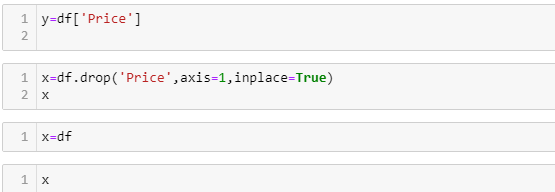 1 y=df['Price']
2
1 x=df.drop('Price',axis=1,inplace=True)
2 x
1 x=df
1 x